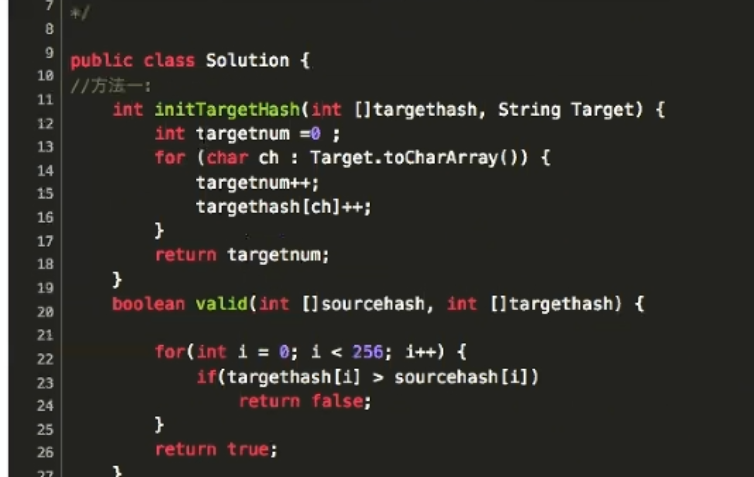 7
*/
8
9
public class Solution {
10
//方法一:
11
int initTargetHash(int []targethash, String Target) {
12
int targetnum =0 ;
13
for (char ch : Target.toCharArray()) {
14
targetnum++;
15
targethash[ch]++;
16
}
17
return targetnum;
18
}
19
boolean valid(int []sourcehash, int []targethash) {
20
21
for(int i = 0; i < 256; i++) {
22
if(targethash[i] > sourcehash[i])
23
return false;
24
}
25
return true;
26
}
27